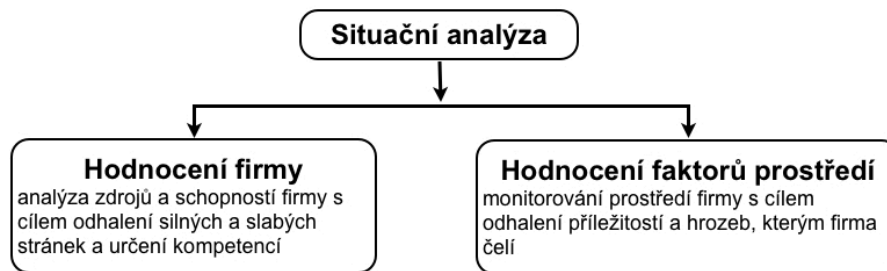 Situační analýza
Hodnocení firmy
analýza zdrojů a schopností firmy s
cílem odhalení silných a slabých
stránek a určení kompetencí
Hodnocení faktorů prostředí
monitorování prostředí firmy s cílem
odhalení příležitostí a hrozeb, kterým firma
čelí